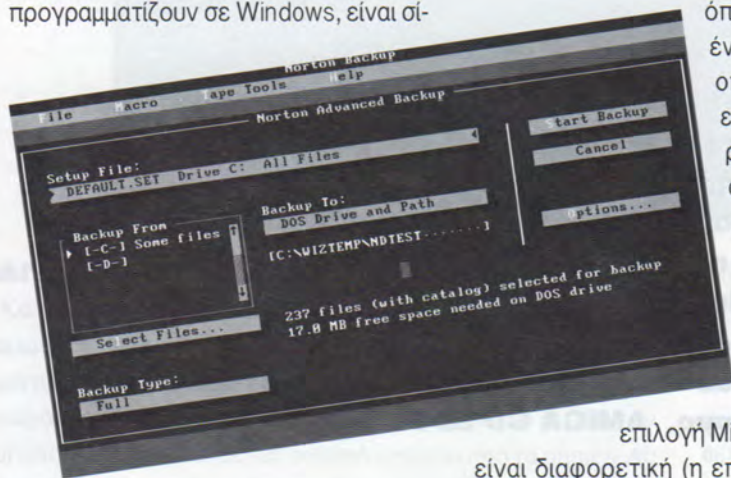 προγραμματίζουν σε Windows, είναι σί-
Norton Backup
File Macro Tape Tools Help
Norton Advanced Backup
Setup File:
DEFAULT.SET Drive C: All Files
Start Backup
Cancel
Options...
Backup From
[-C-] Some files
[-D-]
Backup To:
DOS Drive and Path
[C:\WIZTEMP\NDTEST.......]
237 files (with catalog) selected for backup
17.0 MB free space needed on DOS drive
Select Files...
Backup Type:
Full
επιλογή
είναι διαφορετική (η